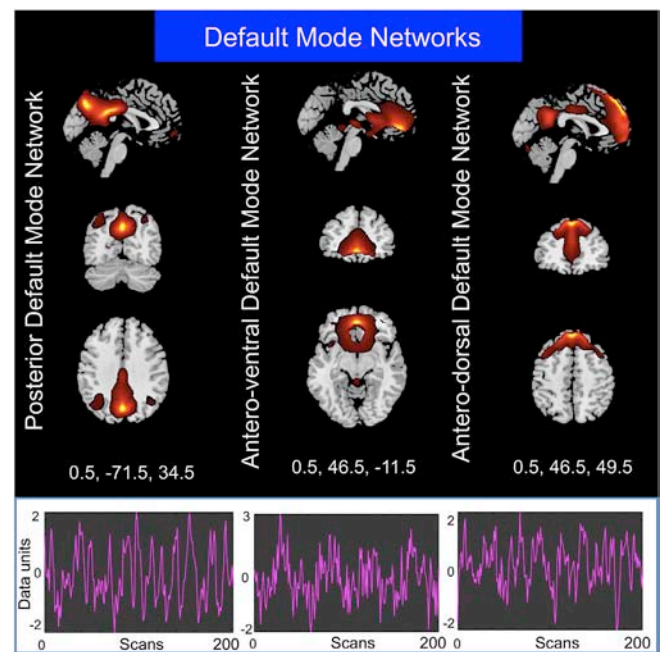 Default Mode Networks
Posterior Default Mode Network
0.5, -71.5, 34.5
Antero-ventral Default Mode Network
0.5, 46.5, -11.5
Antero-dorsal Default Mode Network
0.5, 46.5, 49.5
Data units
2
0
-2
0
Scans
200
3
0
-2
0
Scans
200
2
0
-2
0
Scans
200